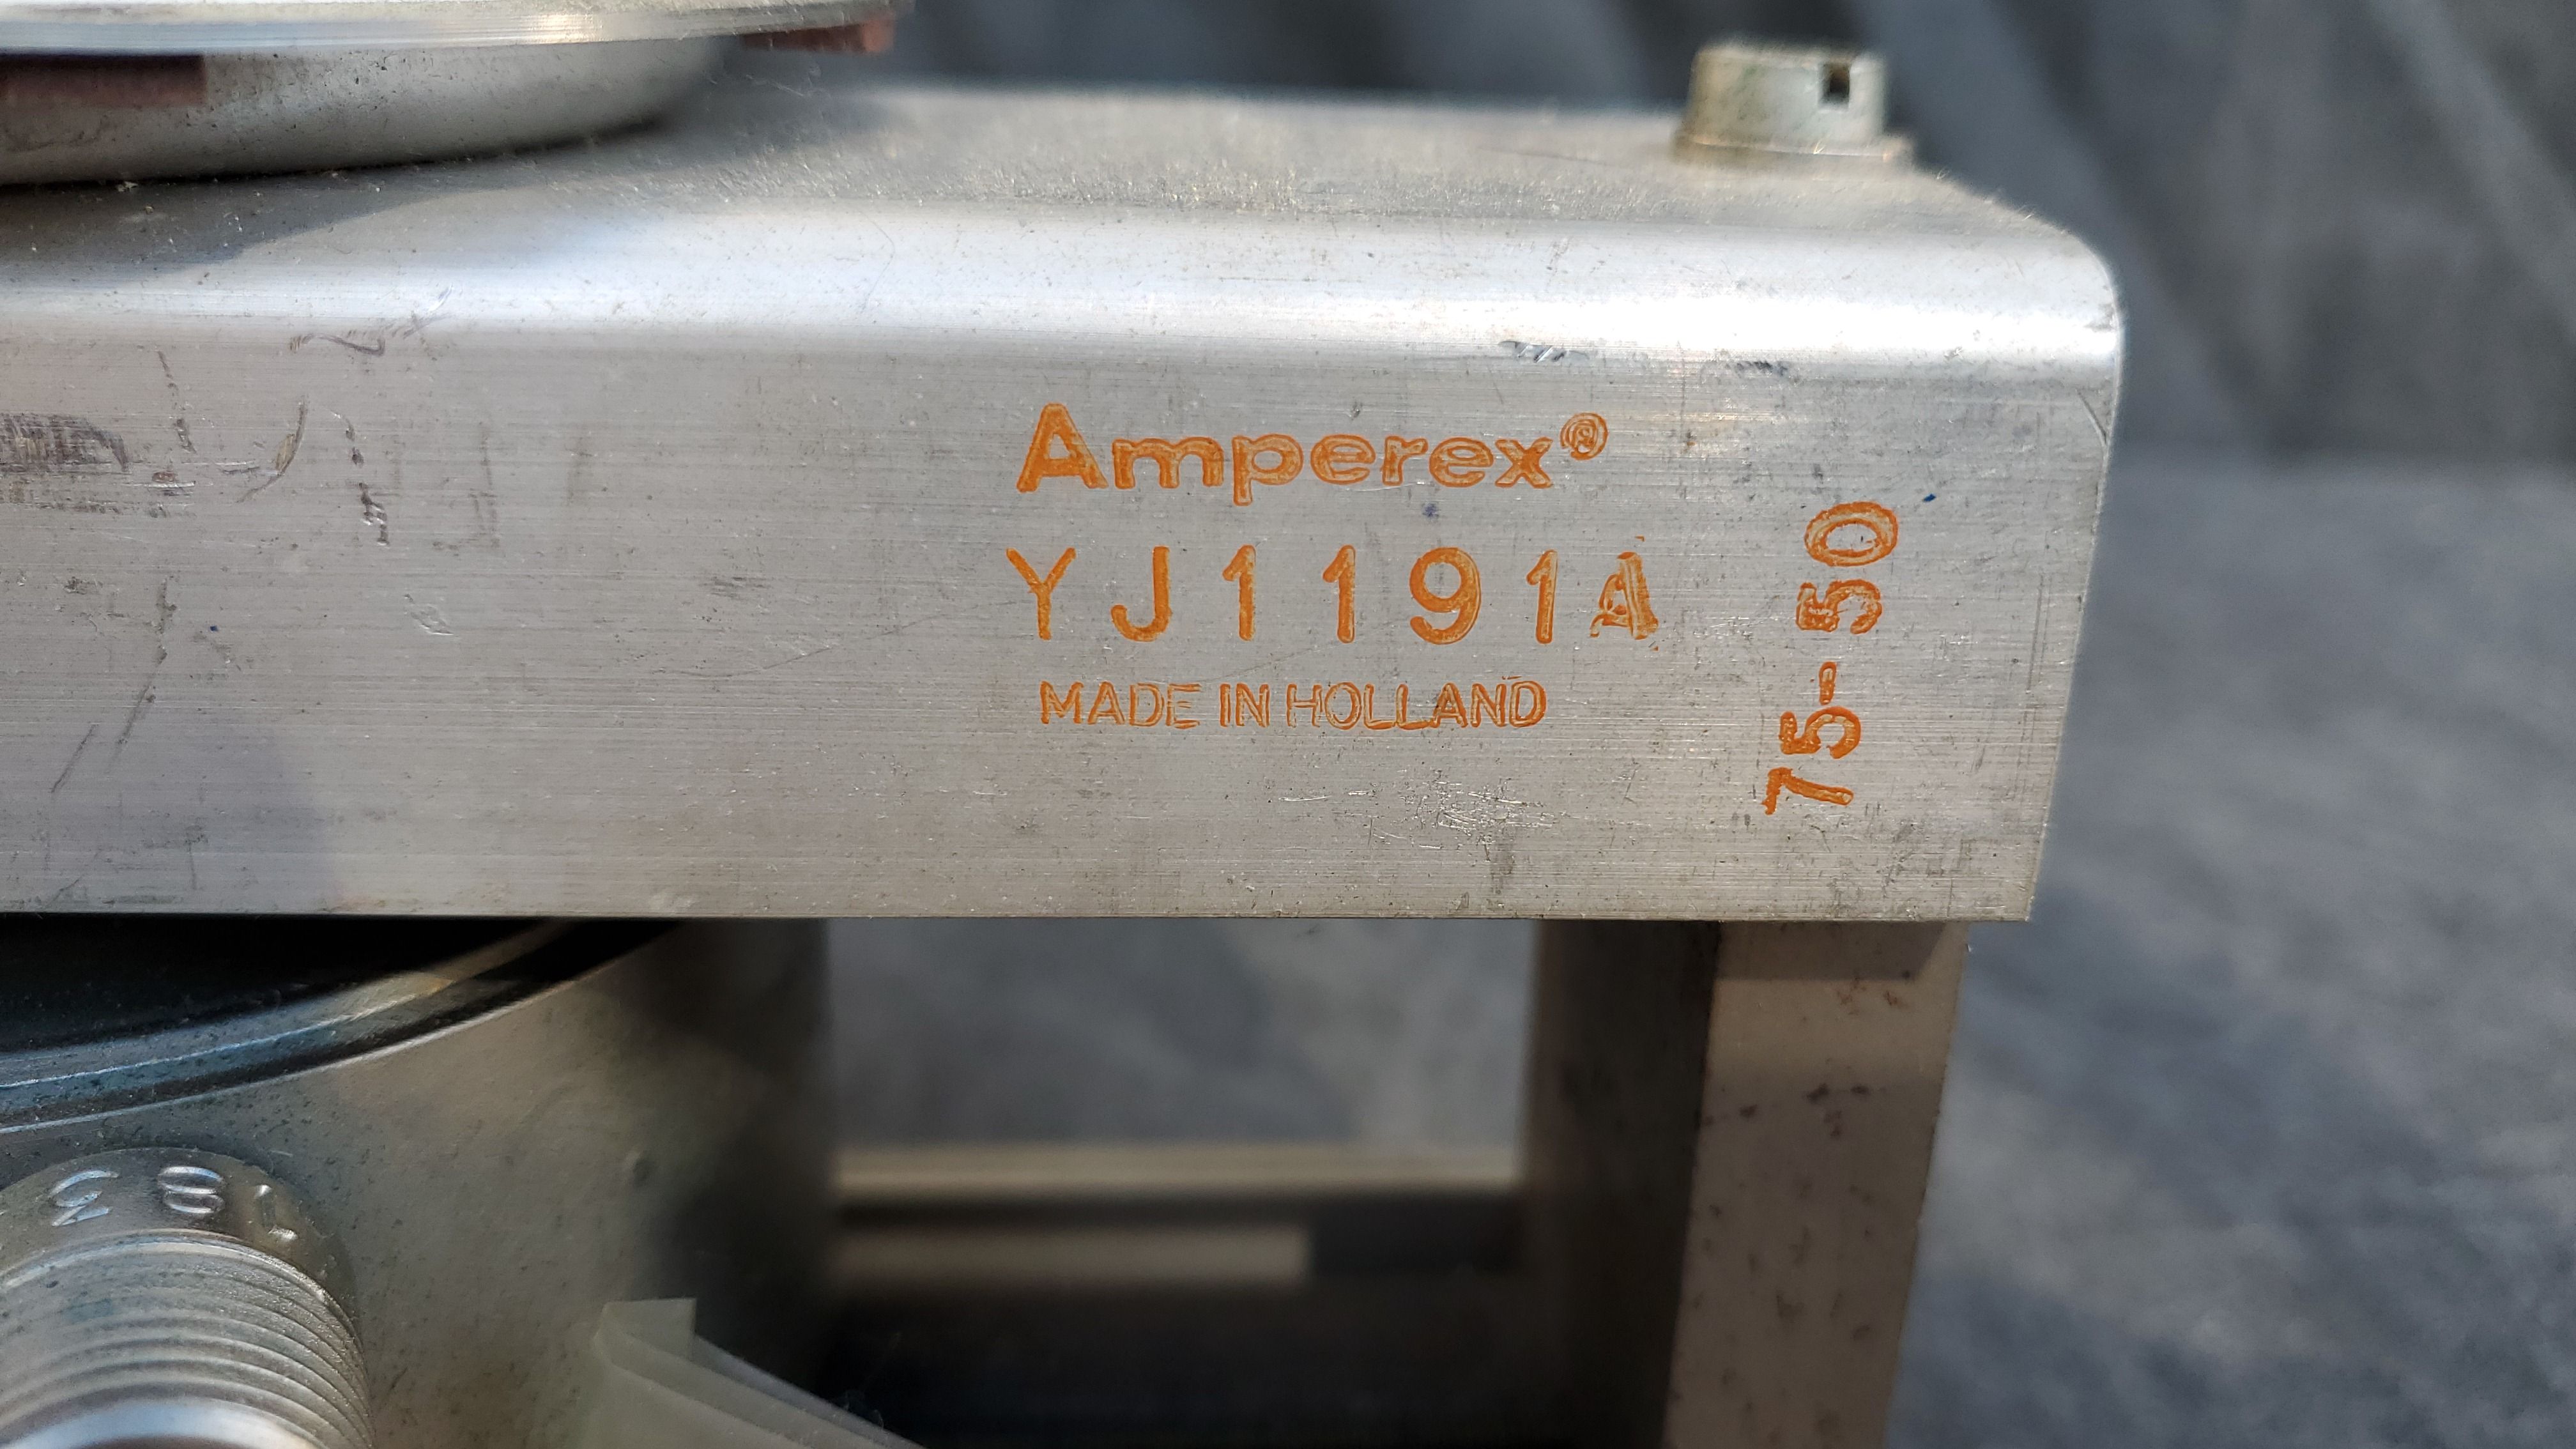 Amperex®
YJ1191A
MADE IN HOLLAND
75-50